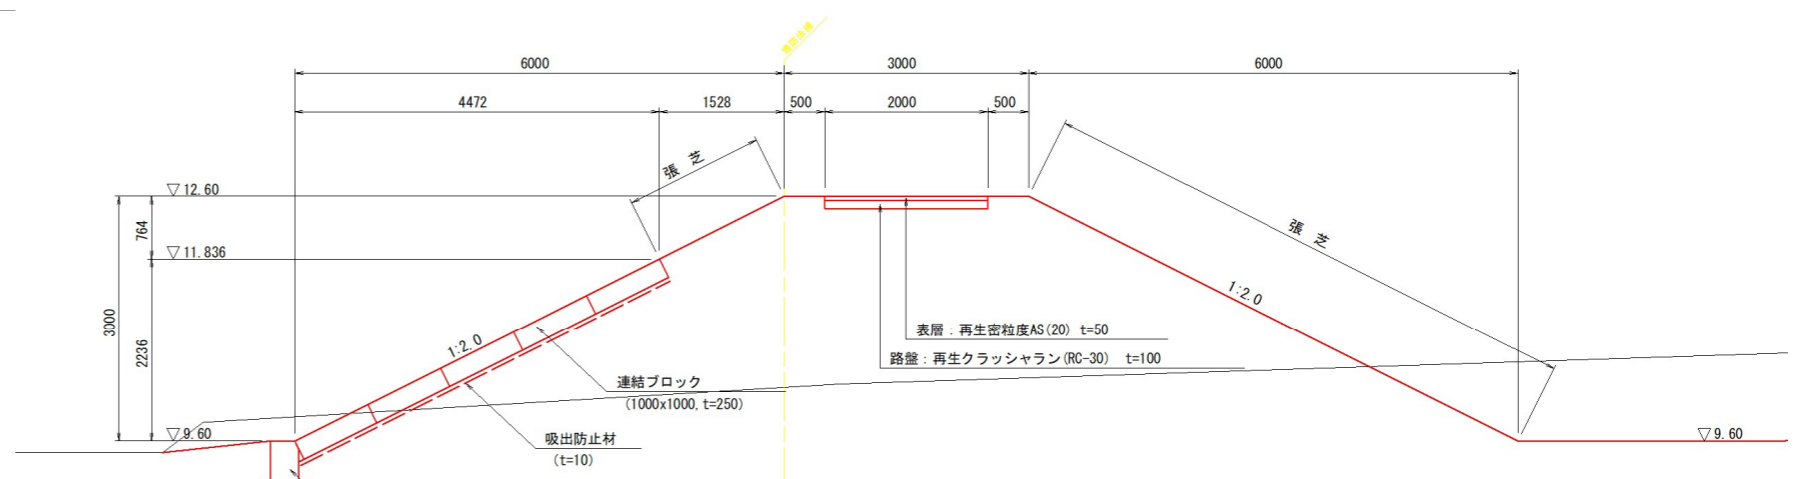 6000
3000
6000
4472
1528
500
2000
500
張 芝
▽12.60
764
▽11.836
張 芝
1:2.0
3000
1:2.0
2236
表層：再生密粒度AS(20) t=50
路盤：再生クラッシャラン(RC-30) t=100
連結ブロック
(1000x1000,t=250)
▽9.60
▽9.60
吸出防止材
(t=10)